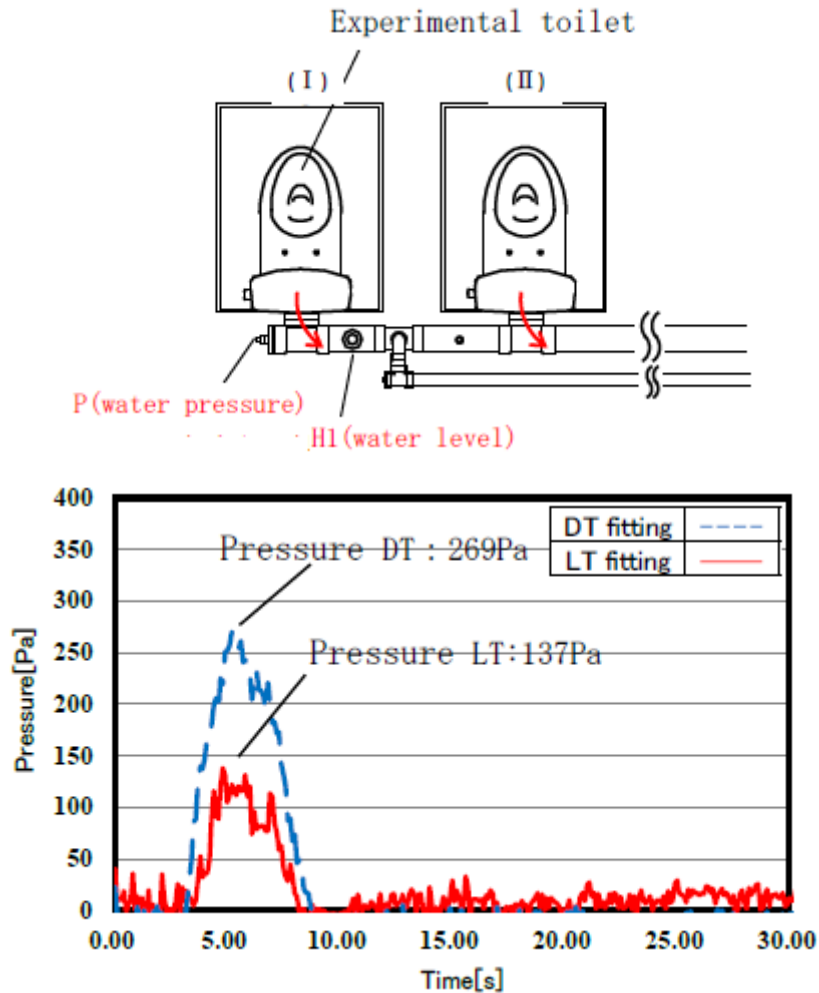 Experimental toilet
(Ⅰ) (Ⅱ)
P(water pressure)
H1(water level)
400
350
300
250
200
150
100
50
0
Pressure[Pa]
DT fitting
LT fitting
Pressure DT : 269Pa
Pressure LT:137Pa
0.00 5.00 10.00 15.00 20.00 25.00 30.00
Time[s]